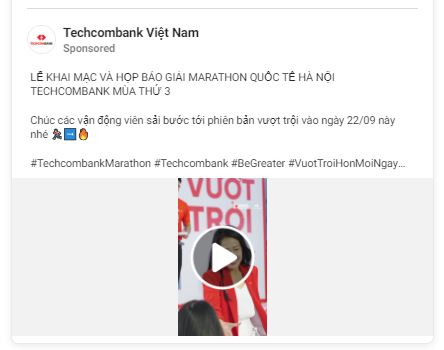 Techcombank Việt Nam
Sponsored
LỄ KHAI MẠC VÀ HỌP BÁO GIẢI MARATHON QUỐC TẾ HÀ NỘI
TECHCOMBANK MÙA THỨ 3
Chúc các vận động viên sải bước tới phiên bản vượt trội vào ngày 22/09 này
nhé 🏃🏻‍♀️➡️🔥
#TechcombankMarathon #Techcombank #BeGreater #VuotTroiHonMoiNgay...
VƯỢT
TRỘI